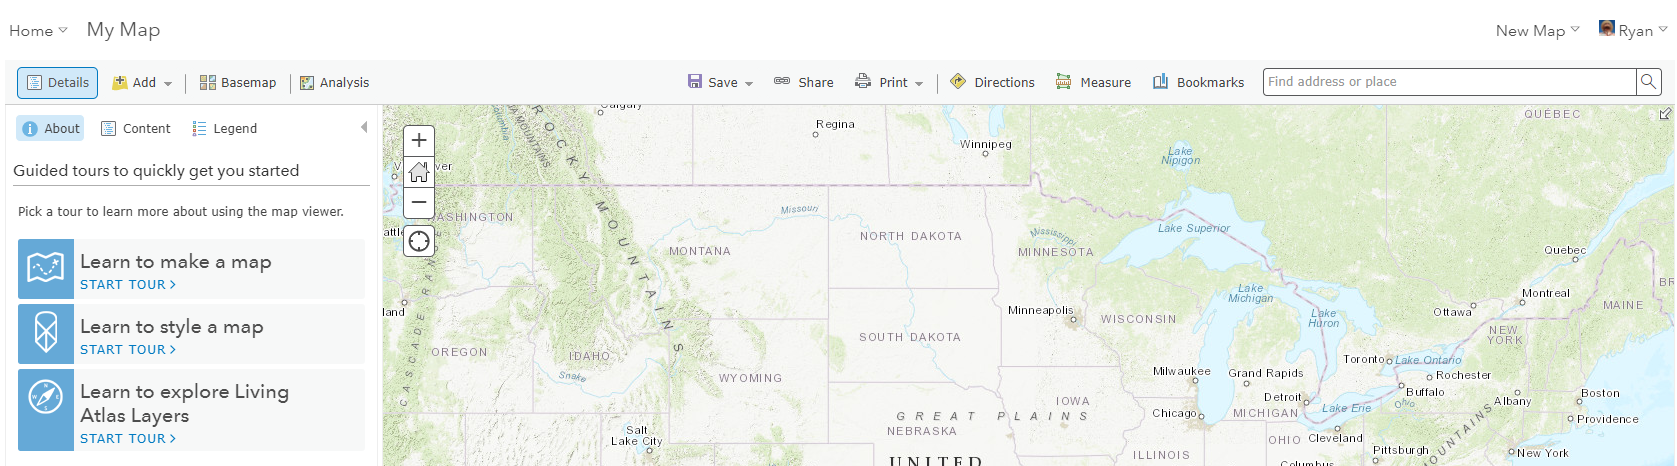 Home
My Map
New Map
Ryan
Details
Add
Basemap
Analysis
Save
Share
Print
Directions
Measure
Bookmarks
Find address or place
About
Content
Legend
Guided tours to quickly get you started
Pick a tour to learn more about using the map viewer.
Learn to make a map
START TOUR >
Learn to style a map
START TOUR >
Learn to explore Living
Atlas Layers
START TOUR >
Regina
Winnipeg
Lake
Nipigon
QUÉBEC
ROCKY MOUNTAINS
MOUNTAINS
WASHINGTON
Missouri
MONTANA
NORTH DAKOTA
Mississippi
MINNESOTA
Lake Superior
Quebec
Montreal
MAINE
Ottawa
Lake
Michigan
Lake
Huron
Minneapolis
WISCONSIN
SOUTH DAKOTA
NEW
YORK
OREGON
IDAHO
Snake
WYOMING
CASCADE RAN
Toronto
Lake Ontario
Rochester
Buffalo
Albany
Boston
Providence
Milwaukee
Grand Rapids
Detroit
Lake Erie
Ohio
IOWA
Chicago
MICHIGAN
GREAT PLAINS
NEBRASKA
Salt
Lake City
OHIO
Cleveland
Pittsburgh
New York
ILLINOIS
UNITED